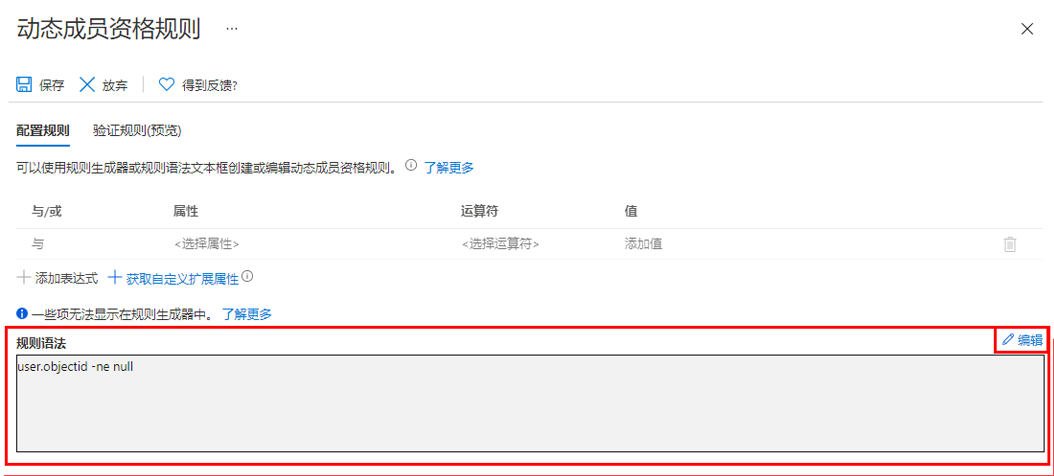 动态成员资格规则 ...
保存 放弃 得到反馈?
配置规则 验证规则(预览)
可以使用规则生成器或规则语法文本框创建或编辑动态成员资格规则。 了解更多
与/或 属性 运算符 值
与 <选择属性> <选择运算符> 添加值
添加表达式 获取自定义扩展属性
一些项无法显示在规则生成器中。 了解更多
规则语法 编辑
user.objectid -ne null